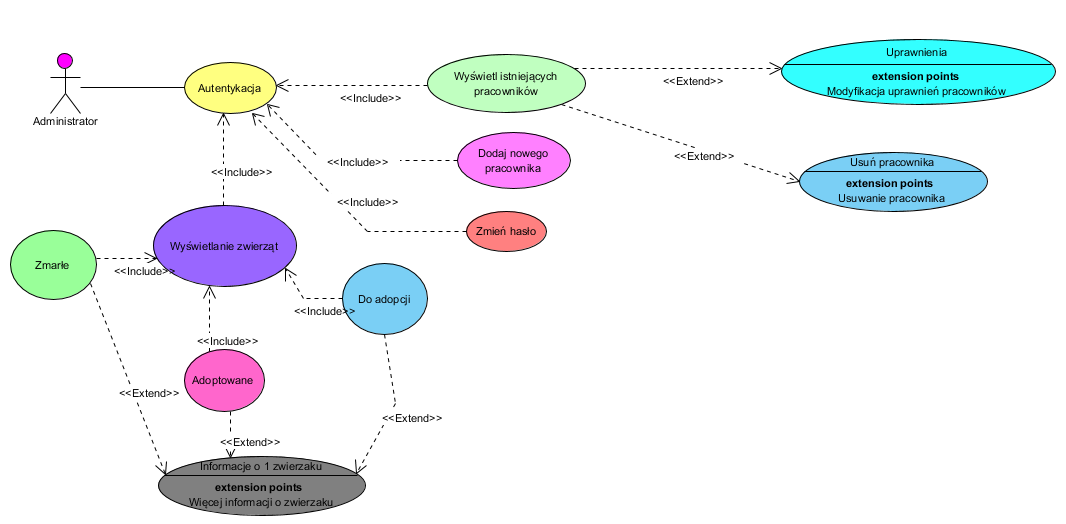 Uprawnienia
extension points
Modyfikacja uprawnień pracowników
<<Extend>>
Wyświetl istniejących
pracowników
Autentykacja
<<Include>>
Administrator
Dodaj nowego
pracownika
<<Include>>
<<Extend>>
Usuń pracownika
extension points
Usuwanie pracownika
<<Include>>
<<Include>>
Zmień hasło
Wyświetlanie zwierząt
Zmarłe
<<Include>>
Do adopcji
<<Include>>
<<Include>>
Adoptowane
<<Extend>>
<<Extend>>
<<Extend>>
Informacje o 1 zwierzaku
extension points
Więcej informacji o zwierzaku